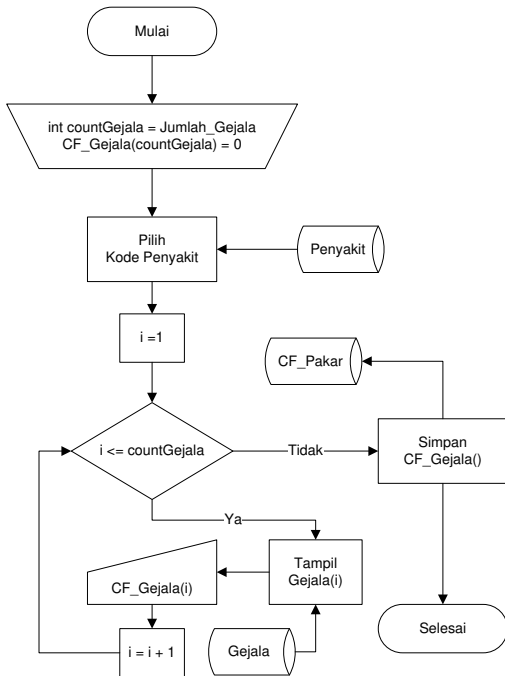 Mulai
int countGejala = Jumlah_Gejala
CF_Gejala(countGejala) = 0
Pilih
Kode Penyakit
Penyakit
i =1
CF_Pakar
i <= countGejala
Tidak
Simpan
CF_Gejala()
Ya
Tampil
Gejala(i)
CF_Gejala(i)
i = i + 1
Gejala
Selesai